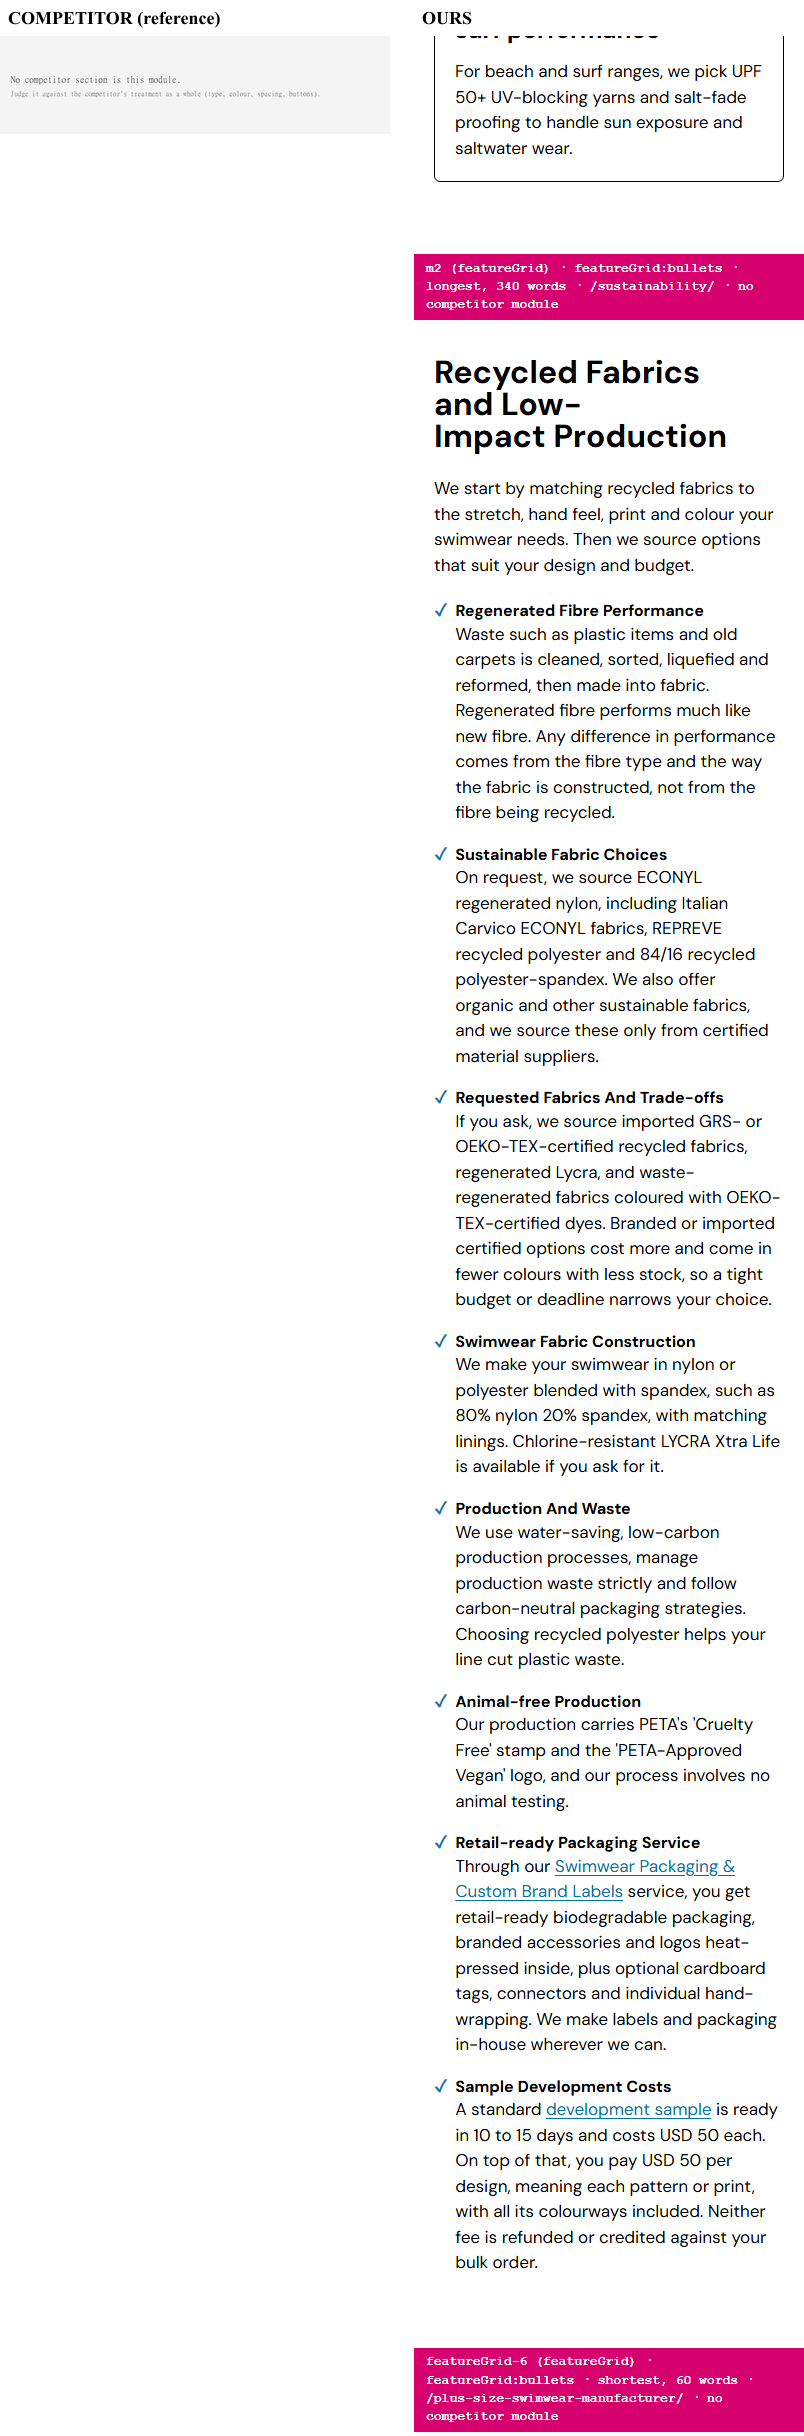 COMPETITOR (reference)
OURS
No competitor section is this module.
Judge it against the competitor's treatment as a whole (type, colour, spacing, buttons).
surf performance
For beach and surf ranges, we pick UPF
50+ UV-blocking yarns and salt-fade
proofing to handle sun exposure and
saltwater wear.
m2 (featureGrid) · featureGrid:bullets ·
longest, 340 words · /sustainability/ · no
competitor module
Recycled Fabrics
and Low-
Impact Production
We start by matching recycled fabrics to
the stretch, hand feel, print and colour your
swimwear needs. Then we source options
that suit your design and budget.
✓ Regenerated Fibre Performance
Waste such as plastic items and old
carpets is cleaned, sorted, liquefied and
reformed, then made into fabric.
Regenerated fibre performs much like
new fibre. Any difference in performance
comes from the fibre type and the way
the fabric is constructed, not from the
fibre being recycled.
✓ Sustainable Fabric Choices
On request, we source ECONYL
regenerated nylon, including Italian
Carvico ECONYL fabrics, REPREVE
recycled polyester and 84/16 recycled
polyester-spandex. We also offer
organic and other sustainable fabrics,
and we source these only from certified
material suppliers.
✓ Requested Fabrics And Trade-offs
If you ask, we source imported GRS- or
OEKO-TEX-certified recycled fabrics,
regenerated Lycra, and waste-
regenerated fabrics coloured with OEKO-
TEX-certified dyes. Branded or imported
certified options cost more and come in
fewer colours with less stock, so a tight
budget or deadline narrows your choice.
✓ Swimwear Fabric Construction
We make your swimwear in nylon or
polyester blended with spandex, such as
80% nylon 20% spandex, with matching
linings. Chlorine-resistant LYCRA Xtra Life
is available if you ask for it.
✓ Production And Waste
We use water-saving, low-carbon
production processes, manage
production waste strictly and follow
carbon-neutral packaging strategies.
Choosing recycled polyester helps your
line cut plastic waste.
✓ Animal-free Production
Our production carries PETA's 'Cruelty
Free' stamp and the 'PETA-Approved
Vegan' logo, and our process involves no
animal testing.
✓ Retail-ready Packaging Service
Through our Swimwear Packaging &
Custom Brand Labels service, you get
retail-ready biodegradable packaging,
branded accessories and logos heat-
pressed inside, plus optional cardboard
tags, connectors and individual hand-
wrapping. We make labels and packaging
in-house wherever we can.
✓ Sample Development Costs
A standard development sample is ready
in 10 to 15 days and costs USD 50 each.
On top of that, you pay USD 50 per
design, meaning each pattern or print,
with all its colourways included. Neither
fee is refunded or credited against your
bulk order.
featureGrid-6 (featureGrid) ·
featureGrid:bullets · shortest, 60 words ·
/plus-size-swimwear-manufacturer/ · no
competitor module